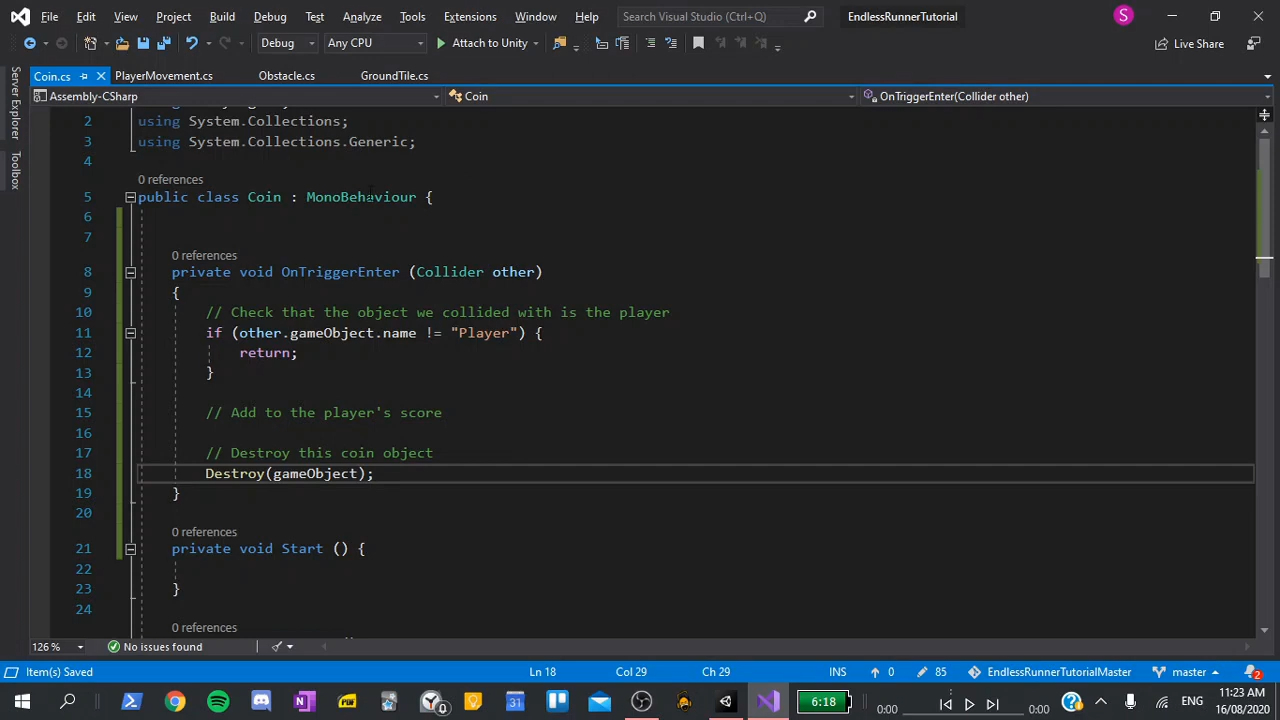 File Edit View Project Build Debug Test Analyze Tools Extensions Window Help Search Visual Studio (Ctrl+Q) EndlessRunnerTutorial S
Debug Any CPU Attach to Unity Live Share
Coin.cs PlayerMovement.cs Obstacle.cs GroundTile.cs
Assembly-CSharp Coin OnTriggerEnter(Collider other)
Server Explorer
Toolbox
2 using System.Collections;
3 using System.Collections.Generic;
4
0 references
5 public class Coin : MonoBehaviour {
6
7
0 references
8 private void OnTriggerEnter (Collider other)
9 {
10 // Check that the object we collided with is the player
11 if (other.gameObject.name != "Player") {
12 return;
13 }
14
15 // Add to the player's score
16
17 // Destroy this coin object
18 Destroy(gameObject);
19 }
20
0 references
21 private void Start () {
22
23 }
24
0 references
126 % No issues found
Item(s) Saved Ln 18 Col 29 Ch 29 INS 0 85 EndlessRunnerTutorialMaster master 2
6:18 0:00 0:00 ENG 11:23 AM
16/08/2020